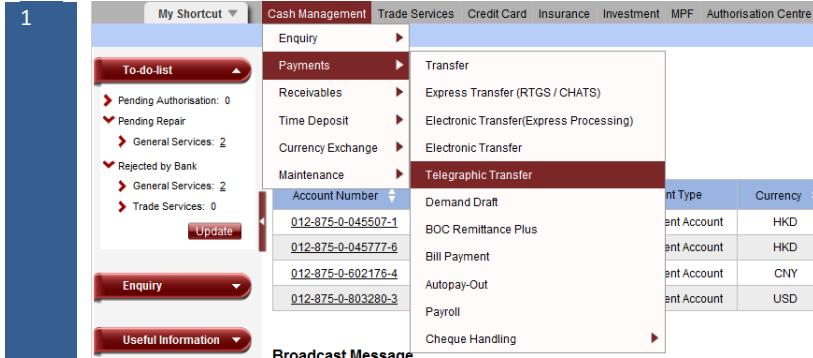 1
My Shortcut
Cash Management Trade Services Credit Card Insurance Investment MPF Authorisation Centre
Enquiry
Payments
Receivables
Time Deposit
Currency Exchange
Maintenance
Transfer
Express Transfer (RTGS / CHATS)
Electronic Transfer(Express Processing)
Electronic Transfer
Telegraphic Transfer
Demand Draft
BOC Remittance Plus
Bill Payment
Autopay-Out
Payroll
Cheque Handling
To-do-list
Pending Authorisation: 0
Pending Repair
General Services: 2
Rejected by Bank
General Services: 2
Trade Services: 0
Update
Enquiry
Useful Information
Account Number nt Type Currency
012-875-0-045507-1 ent Account HKD
012-875-0-045777-6 ent Account HKD
012-875-0-602176-4 ent Account CNY
012-875-0-803280-3 ent Account USD
Broadcast Message